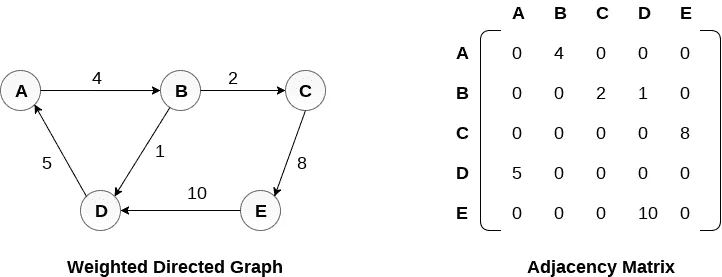 A 4 B 2 C
5 1 8
D 10 E
Weighted Directed Graph
A B C D E
A 0 4 0 0 0
B 0 0 2 1 0
C 0 0 0 0 8
D 5 0 0 0 0
E 0 0 0 10 0
Adjacency Matrix